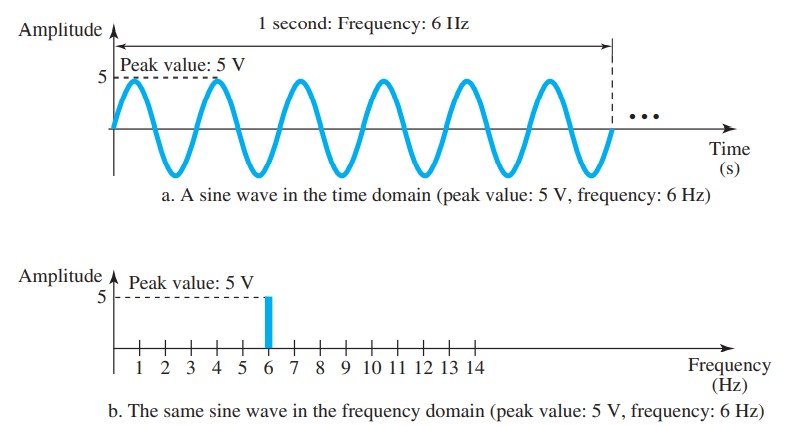 1 second: Frequency: 6 Hz
Amplitude
Peak value: 5 V
5
•••
Time
(s)
a. A sine wave in the time domain (peak value: 5 V, frequency: 6 Hz)
Amplitude
Peak value: 5 V
5
1 2 3 4 5 6 7 8 9 10 11 12 13 14
Frequency
(Hz)
b. The same sine wave in the frequency domain (peak value: 5 V, frequency: 6 Hz)